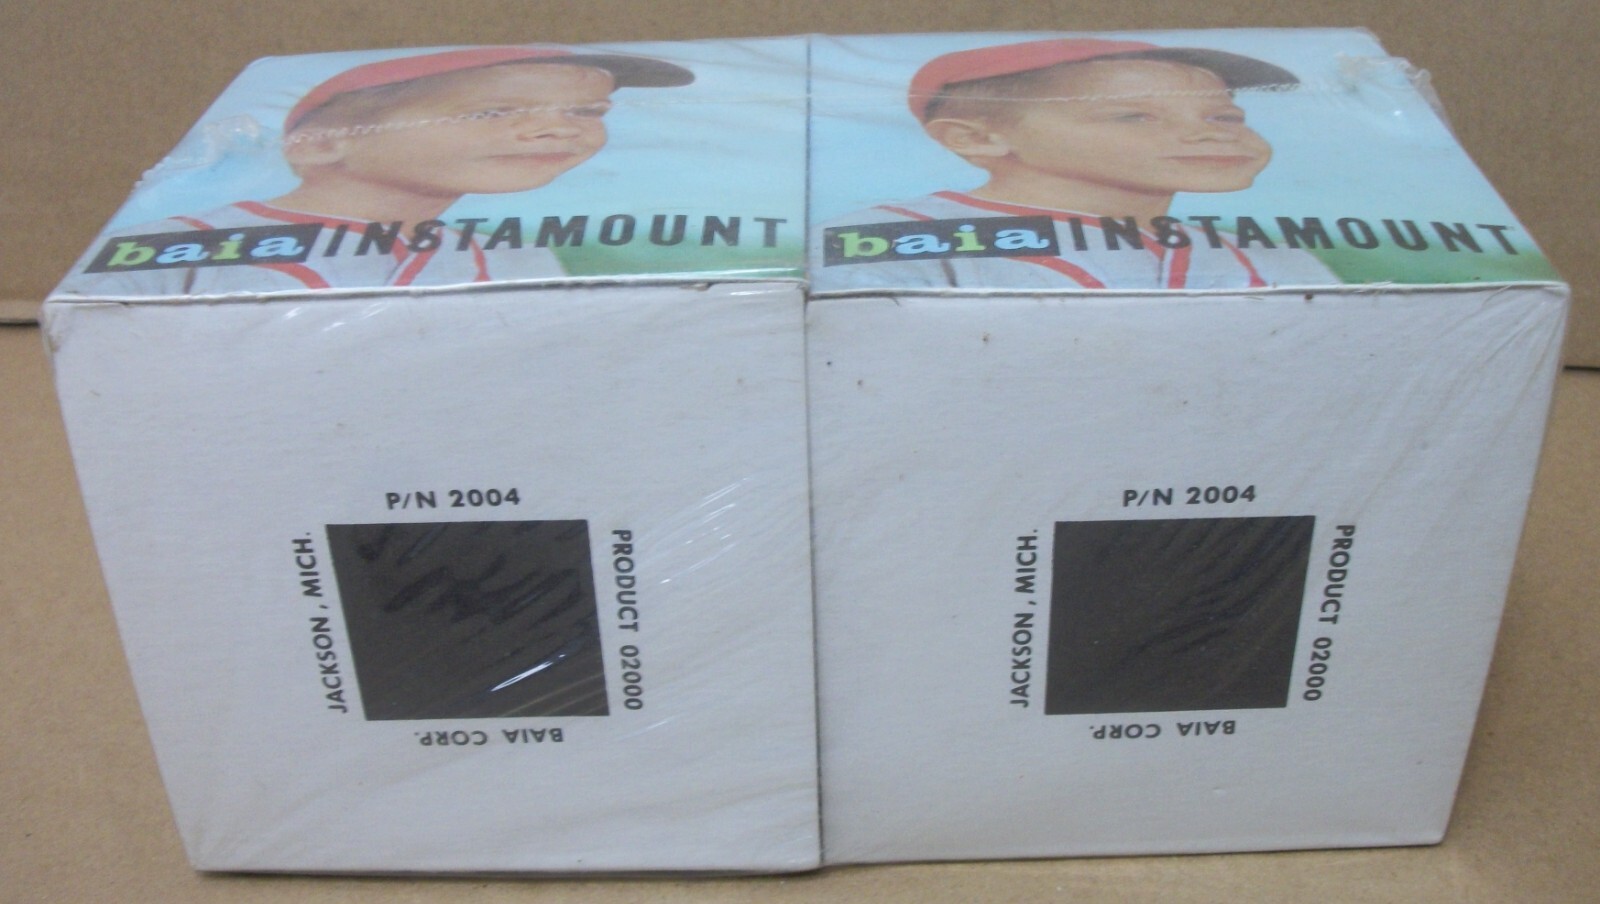 baia INSTAMOUNT
baia INSTAMOUNT
P/N 2004
JACKSON, MICH.
PRODUCT 02000
BAIA CORP.
P/N 2004
JACKSON, MICH.
PRODUCT 02000
BAIA CORP.